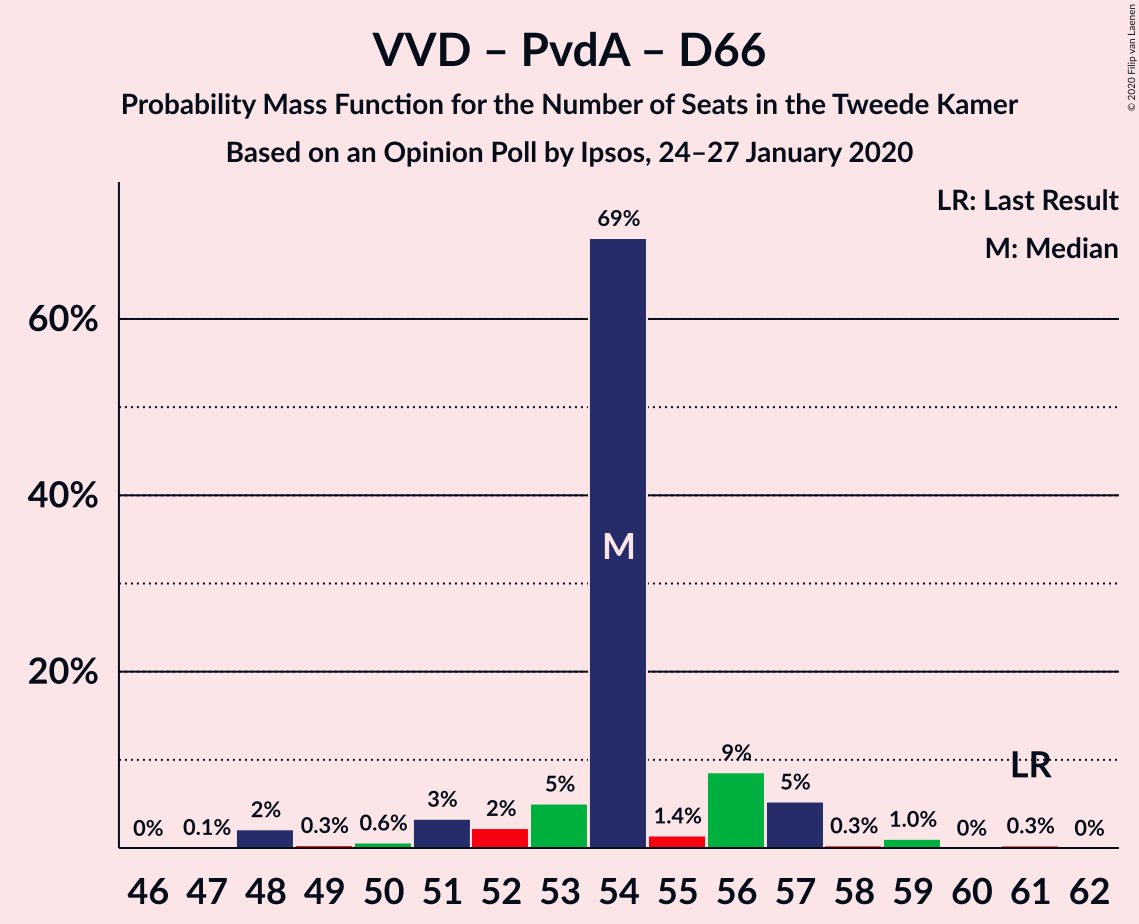 VVD – PvdA – D66
Probability Mass Function for the Number of Seats in the Tweede Kamer
Based on an Opinion Poll by Ipsos, 24–27 January 2020
© 2020 Filip van Laenen
LR: Last Result
M: Median
60%
40%
20%
0%
0.1%
2%
0.3%
0.6%
3%
2%
5%
69%
1.4%
9%
5%
0.3%
1.0%
0%
0.3%
0%
M
LR
46 47 48 49 50 51 52 53 54 55 56 57 58 59 60 61 62